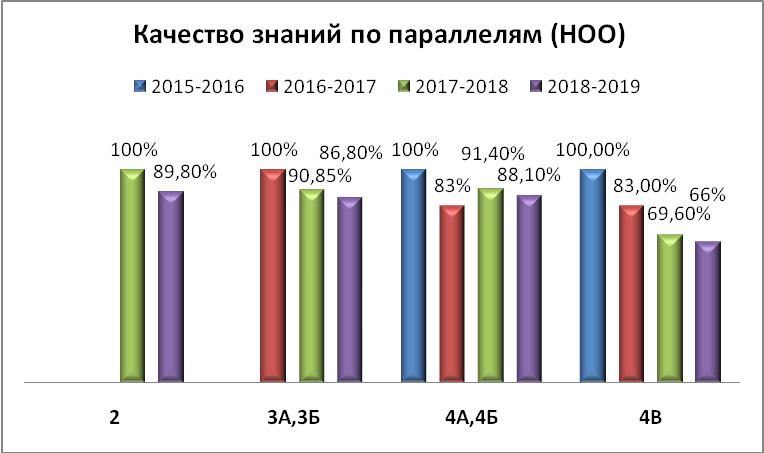 Качество знаний по параллелям (НОО)
2015-2016 2016-2017 2017-2018 2018-2019
100% 89,80% 100% 90,85% 86,80% 100% 83% 91,40% 88,10% 100,00% 83,00% 69,60% 66%
2 3А,3Б 4А,4Б 4В